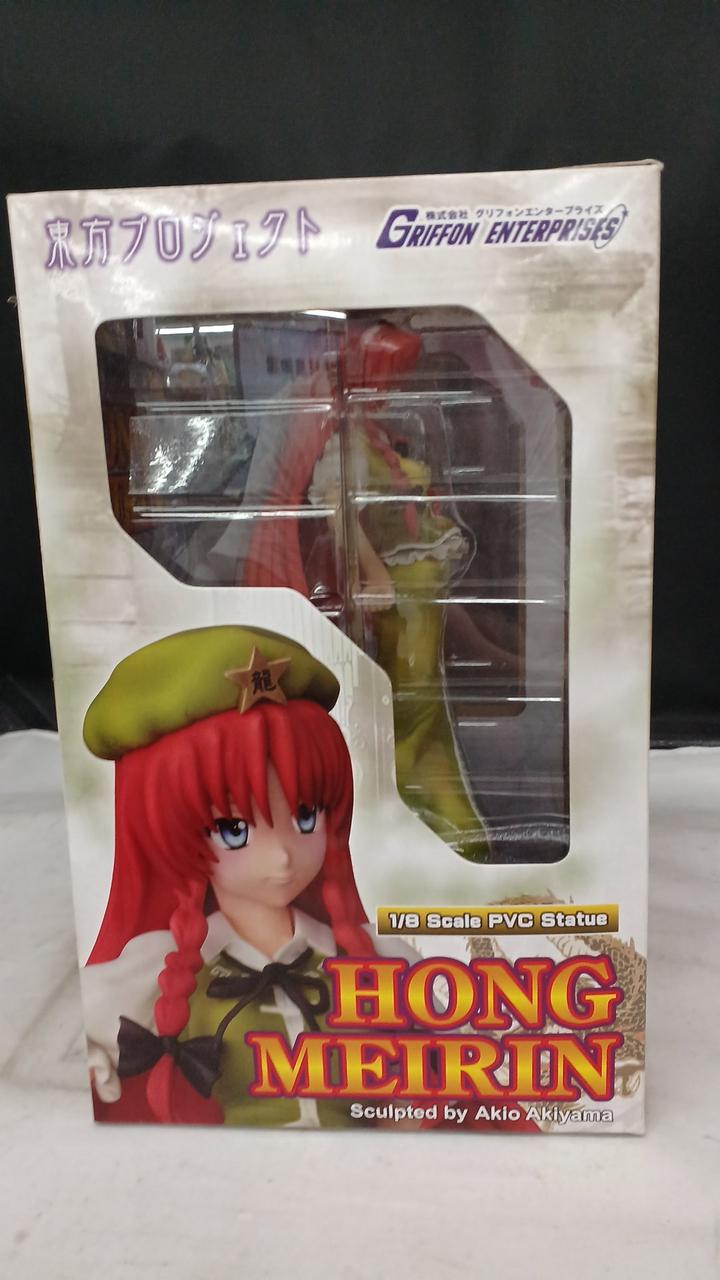 東方プロジェクト
株式会社 グリフォンエンタープライズ
GRIFFON ENTERPRISES
龍
1/8 Scale PVC Statue
HONG
MEIRIN
Sculpted by Akio Akiyama